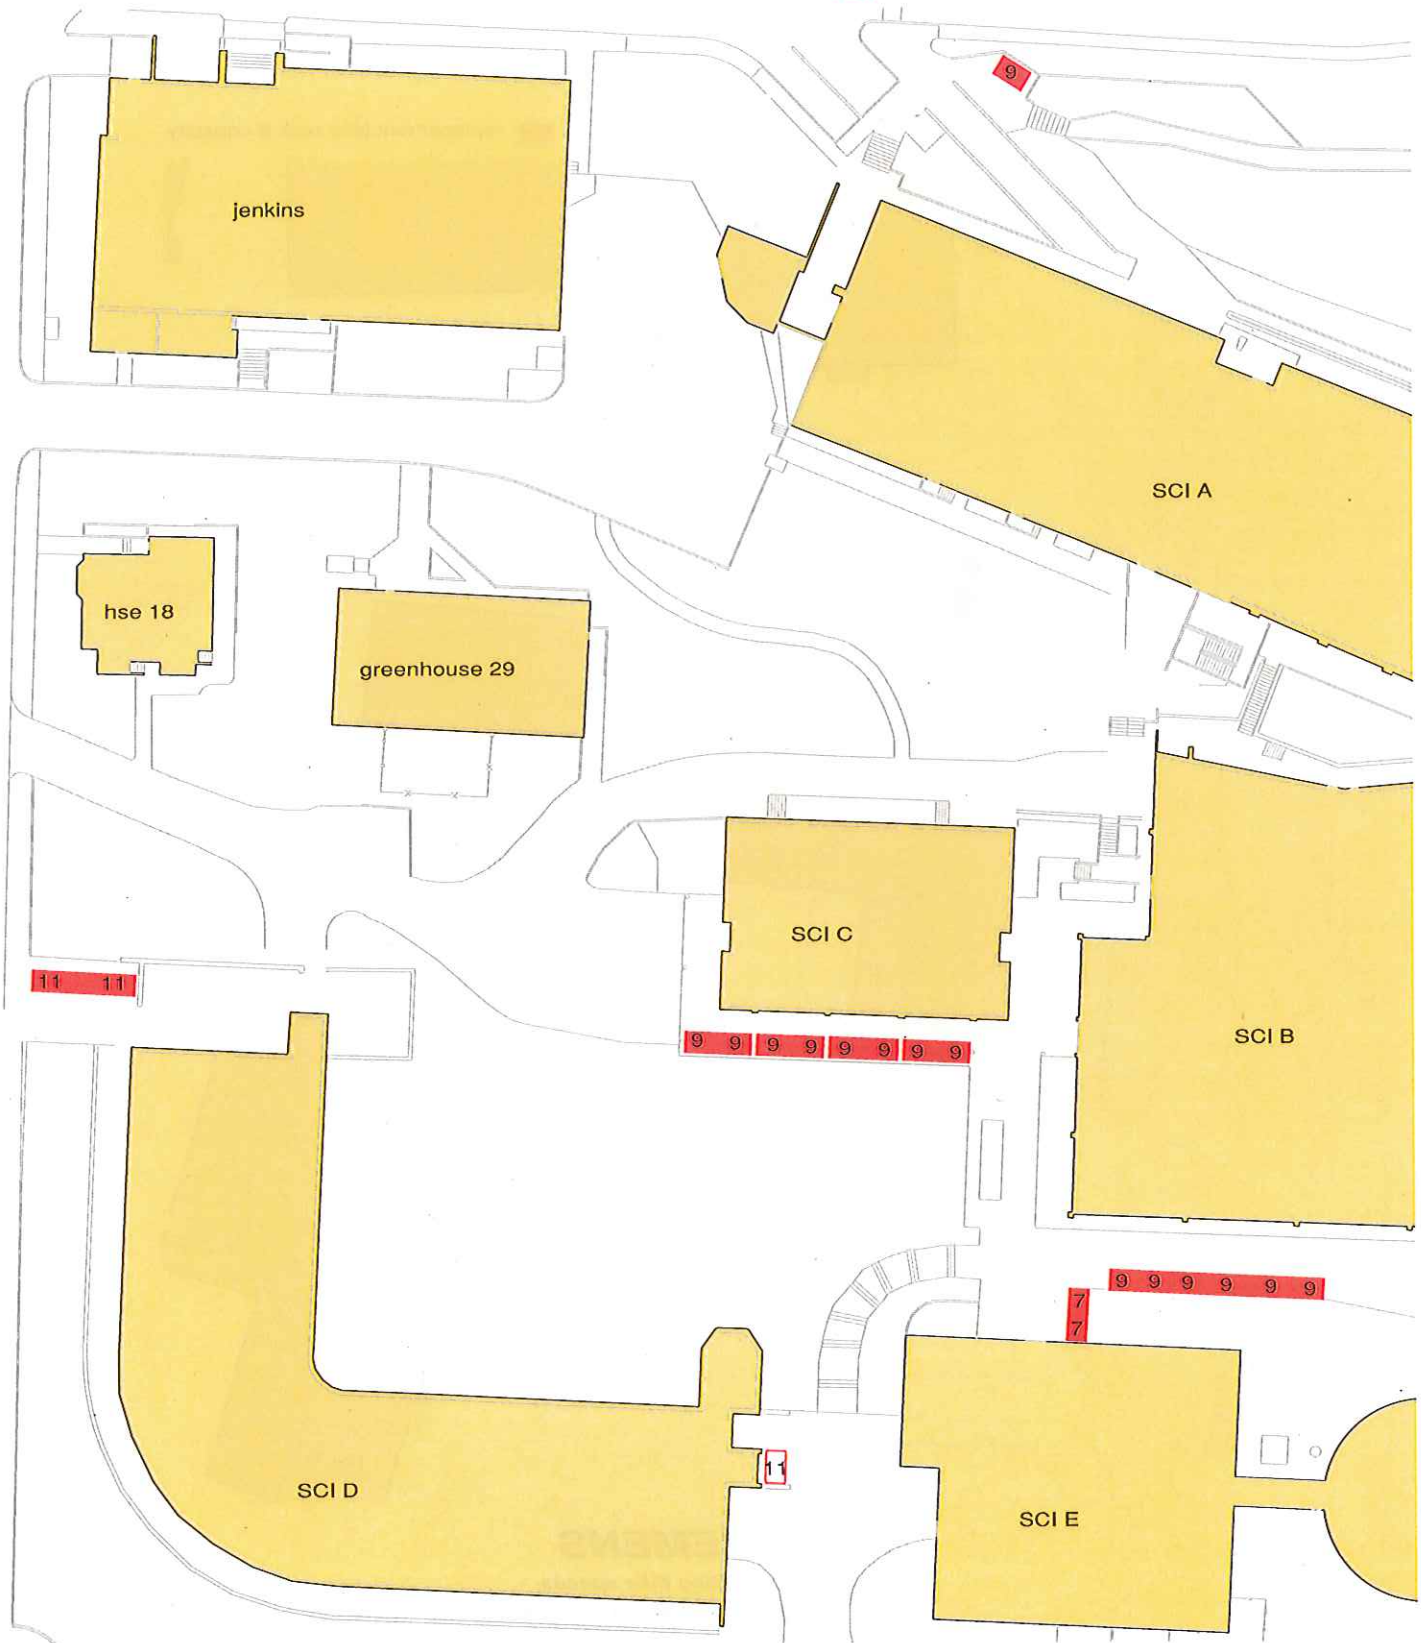 9
jenkins
SCI A
hse 18
greenhouse 29
SCI C
11 11
SCI B
9 9 9 9 9 9 9 9
9 9 9 9 9 9
7
7
11
SCI D
SCI E